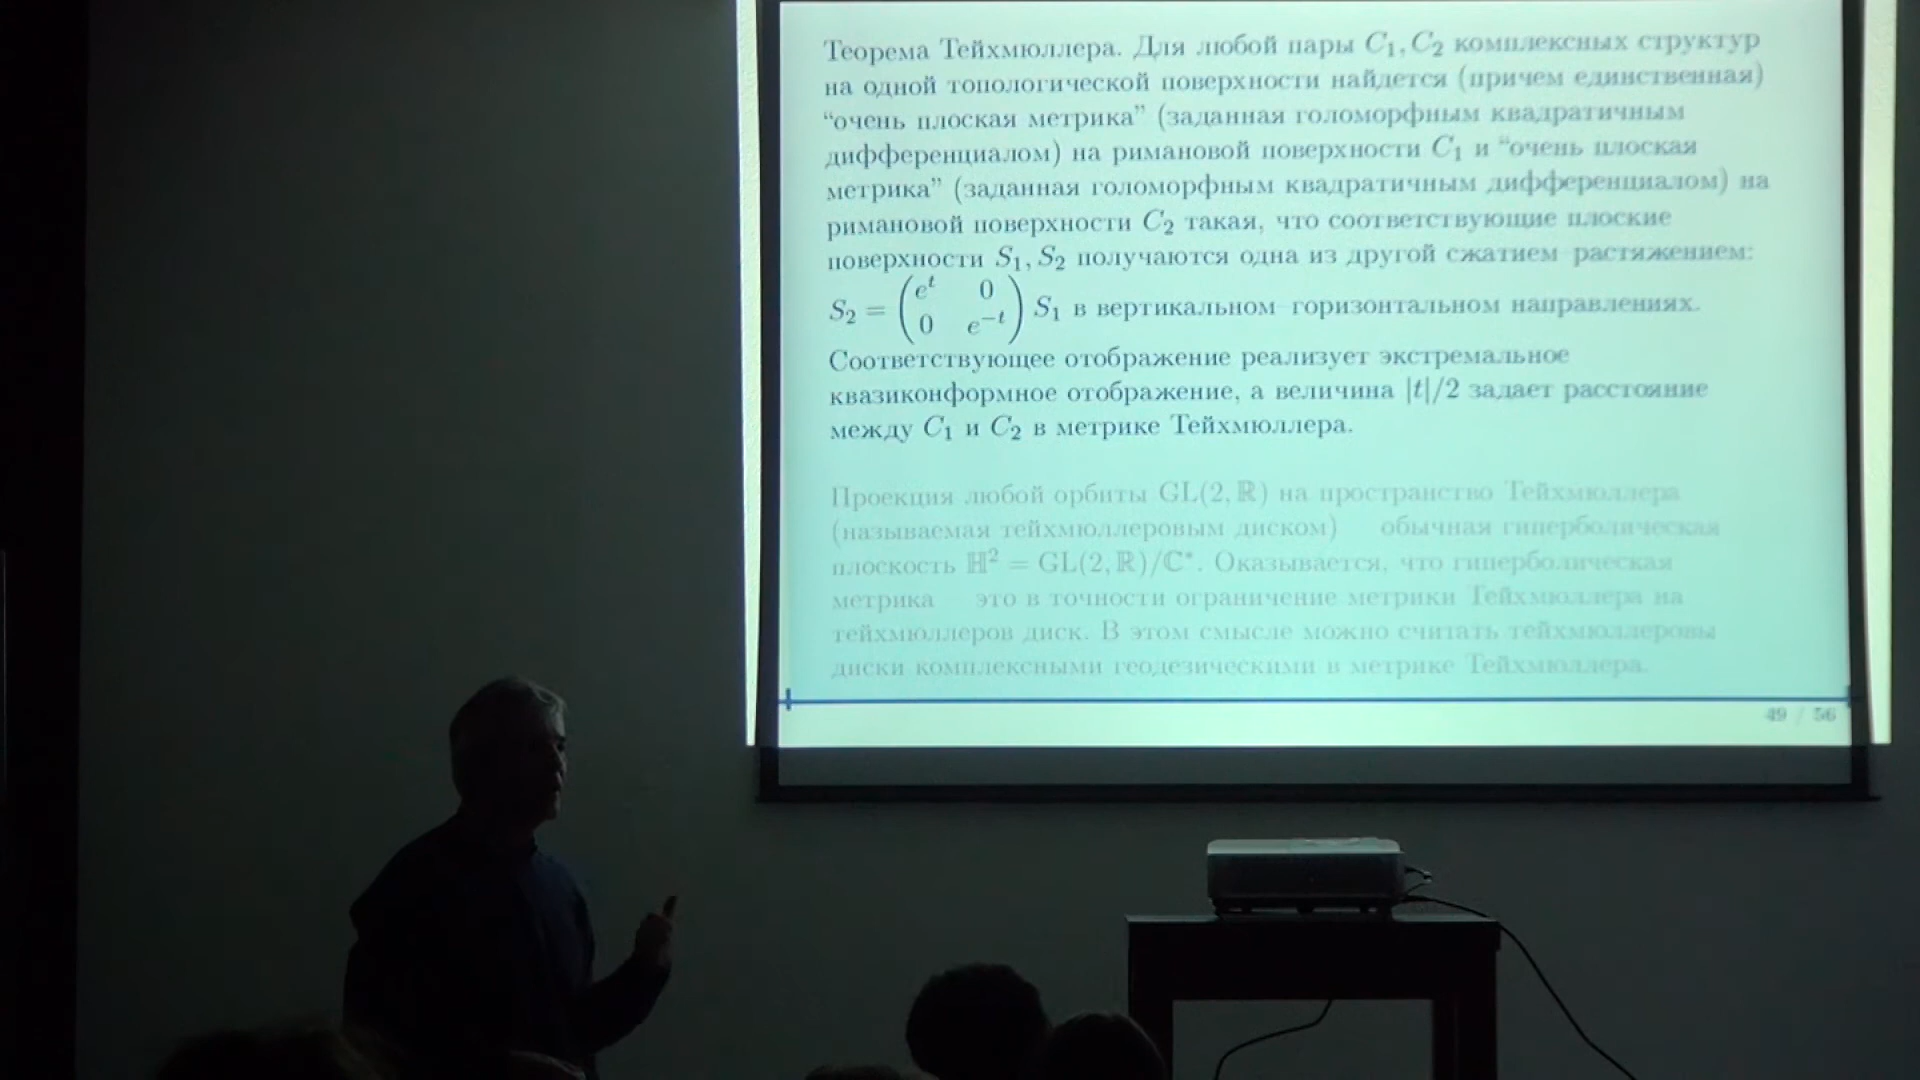 Теорема Тейхмюллера. Для любой пары C₁, C₂ комплексных структур
на одной топологической поверхности найдется (причем единственная)
“очень плоская метрика” (заданная голоморфным квадратичным
дифференциалом) на римановой поверхности C₁ и “очень плоская
метрика” (заданная голоморфным квадратичным дифференциалом) на
римановой поверхности C₂ такая, что соответствующие плоские
поверхности S₁, S₂ получаются одна из другой сжатием–растяжением:
S₂ = (eᵗ 0; 0 e⁻ᵗ) S₁ в вертикальном–горизонтальном направлениях.
Соответствующее отображение реализует экстремальное
квазиконформное отображение, а величина |t|/2 задает расстояние
между C₁ и C₂ в метрике Тейхмюллера.
Проекция любой орбиты GL(2, ℝ) на пространство Тейхмюллера
(называемая тейхмюллеровым диском) — обычная гиперболическая
плоскость ℍ² = GL(2, ℝ)/ℂ*. Оказывается, что гиперболическая
метрика — это в точности ограничение метрики Тейхмюллера на
тейхмюллеров диск. В этом смысле можно считать тейхмюллеровы
диски комплексными геодезическими в метрике Тейхмюллера.
49 / 56